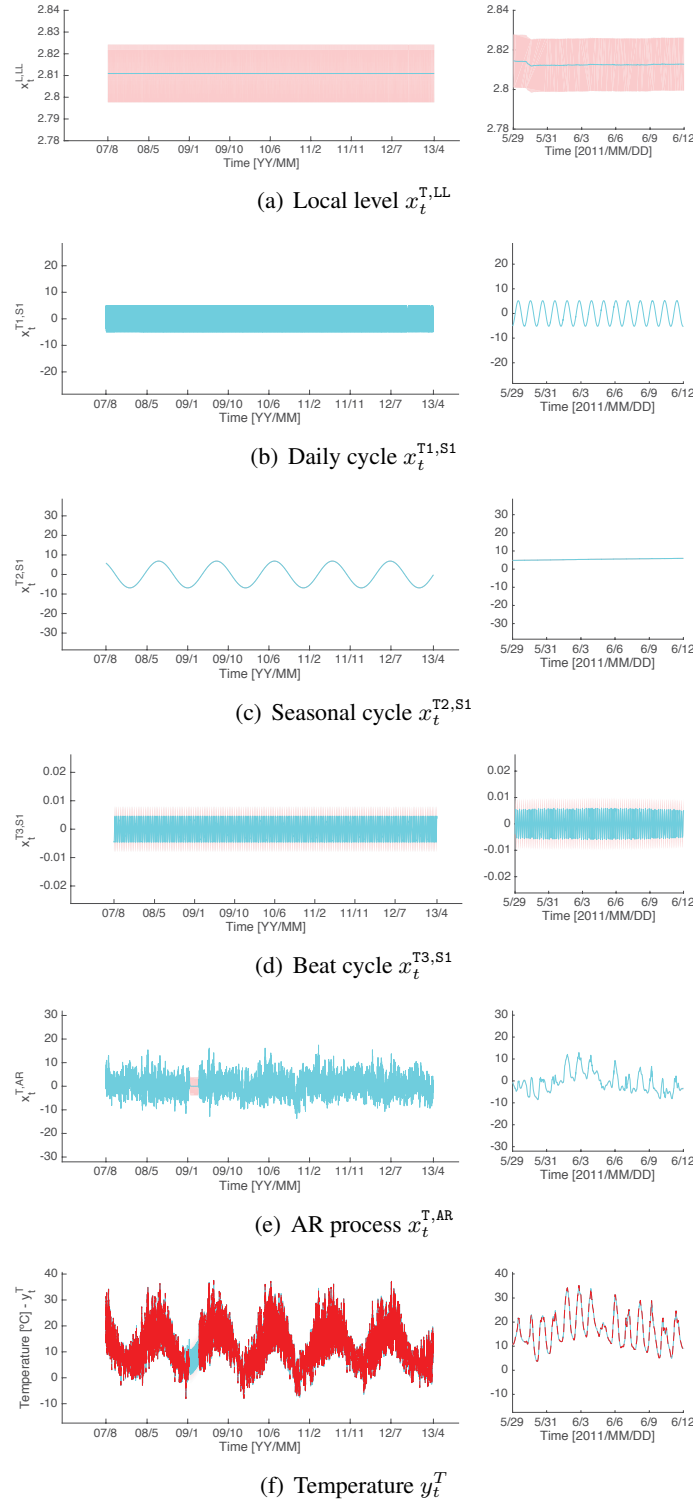 2.84
2.83
2.82
2.81
2.8
2.79
2.78
x_t^{L,LL}
07/8 08/5 09/1 09/10 10/6 11/2 11/11 12/7 13/4
Time [YY/MM]
2.84
2.82
2.8
2.78
5/29 5/31 6/3 6/6 6/9 6/12
Time [2011/MM/DD]
(a) Local level x_t^{T,LL}
20
10
0
-10
-20
x_t^{T1,S1}
07/8 08/5 09/1 09/10 10/6 11/2 11/11 12/7 13/4
Time [YY/MM]
20
10
0
-10
-20
5/29 5/31 6/3 6/6 6/9 6/12
Time [2011/MM/DD]
(b) Daily cycle x_t^{T1,S1}
30
20
10
0
-10
-20
-30
x_t^{T2,S1}
07/8 08/5 09/1 09/10 10/6 11/2 11/11 12/7 13/4
Time [YY/MM]
30
20
10
0
-10
-20
-30
5/29 5/31 6/3 6/6 6/9 6/12
Time [2011/MM/DD]
(c) Seasonal cycle x_t^{T2,S1}
0.02
0.01
0
-0.01
-0.02
x_t^{T3,S1}
07/8 08/5 09/1 09/10 10/6 11/2 11/11 12/7 13/4
Time [YY/MM]
0.02
0.01
0
-0.01
-0.02
5/29 5/31 6/3 6/6 6/9 6/12
Time [2011/MM/DD]
(d) Beat cycle x_t^{T3,S1}
30
20
10
0
-10
-20
-30
x_t^{T,AR}
07/8 08/5 09/1 09/10 10/6 11/2 11/11 12/7 13/4
Time [YY/MM]
30
20
10
0
-10
-20
-30
5/29 5/31 6/3 6/6 6/9 6/12
Time [2011/MM/DD]
(e) AR process x_t^{T,AR}
40
30
20
10
0
-10
Temperature [ºC] - y_t^T
07/8 08/5 09/1 09/10 10/6 11/2 11/11 12/7 13/4
Time [YY/MM]
40
30
20
10
0
-10
5/29 5/31 6/3 6/6 6/9 6/12
Time [2011/MM/DD]
(f) Temperature y_t^T